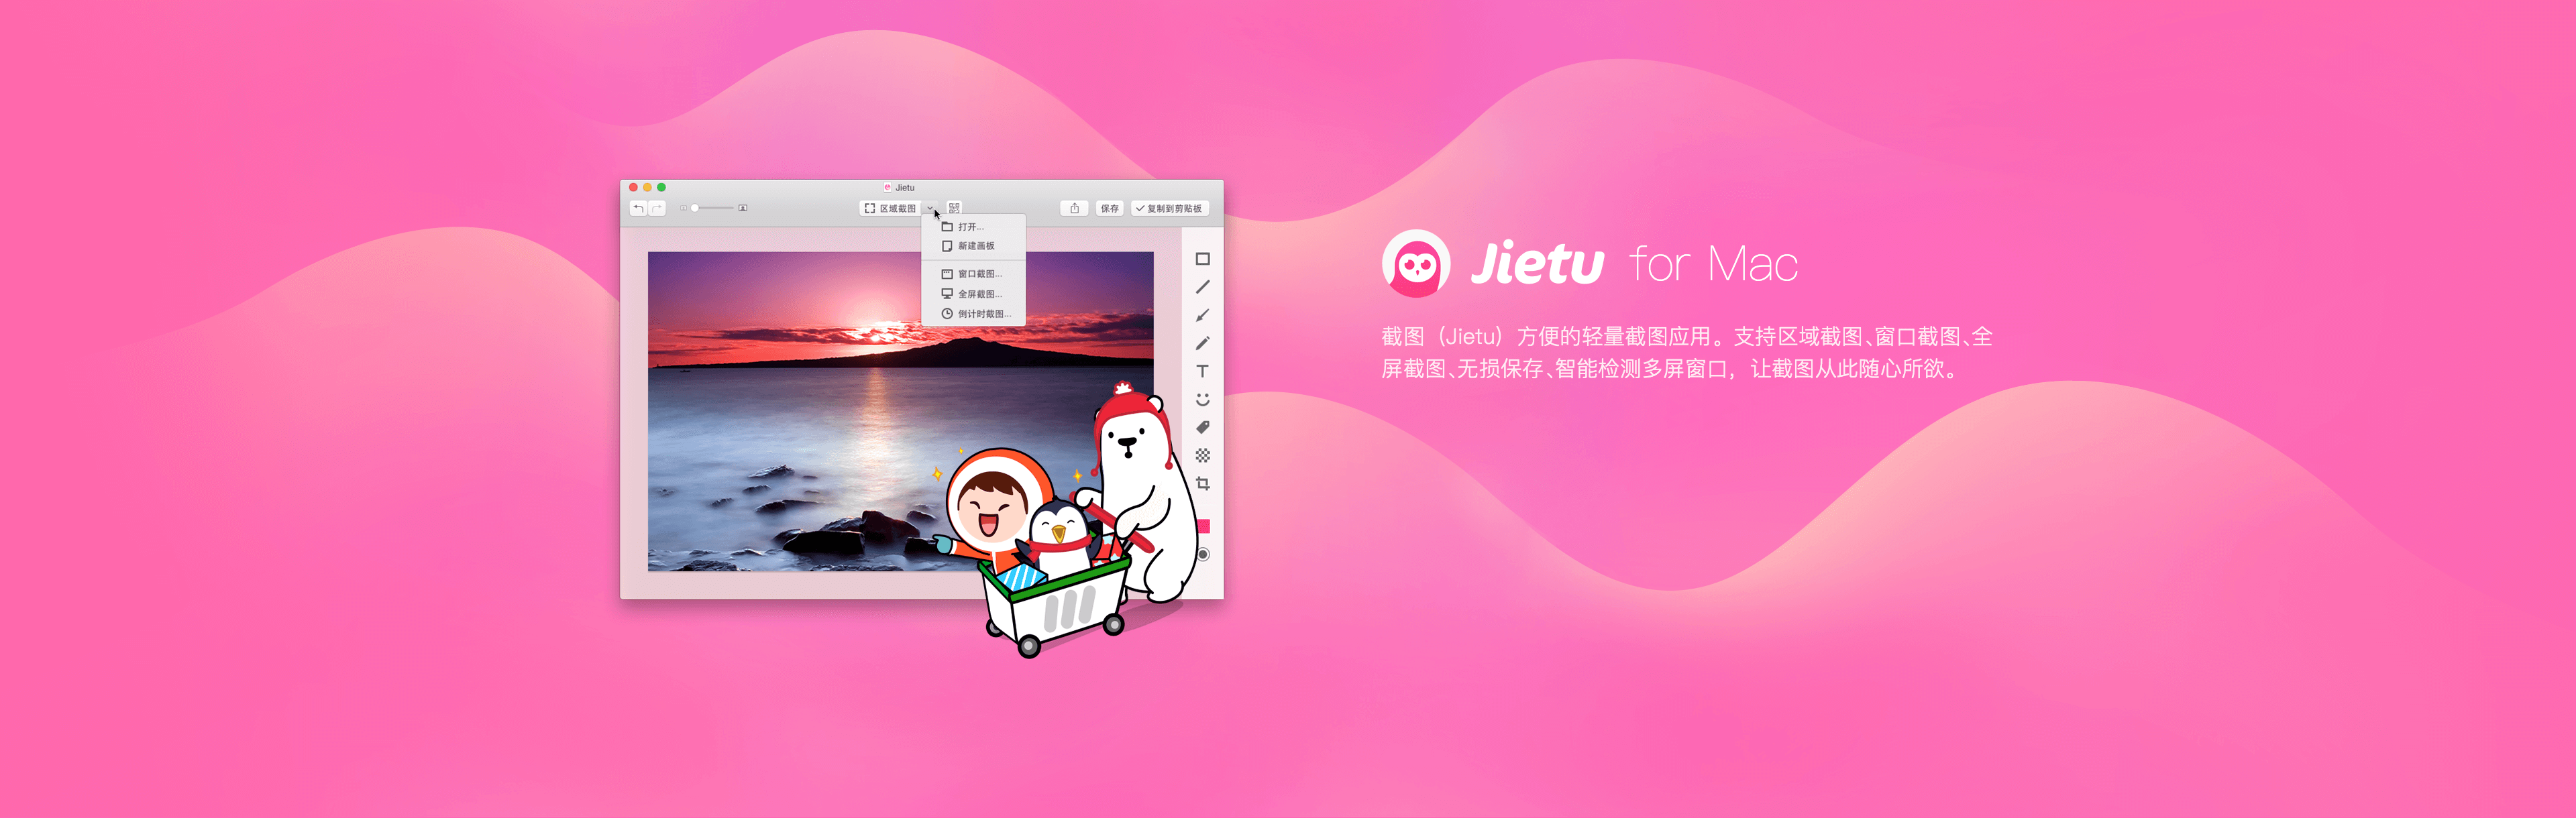 Jietu
区域截图
保存
复制到剪贴板
打开...
新建画板
窗口截图...
全屏截图...
倒计时截图...
Jietu for Mac
截图（Jietu）方便的轻量截图应用。支持区域截图、窗口截图、全
屏截图、无损保存、智能检测多屏窗口，让截图从此随心所欲。